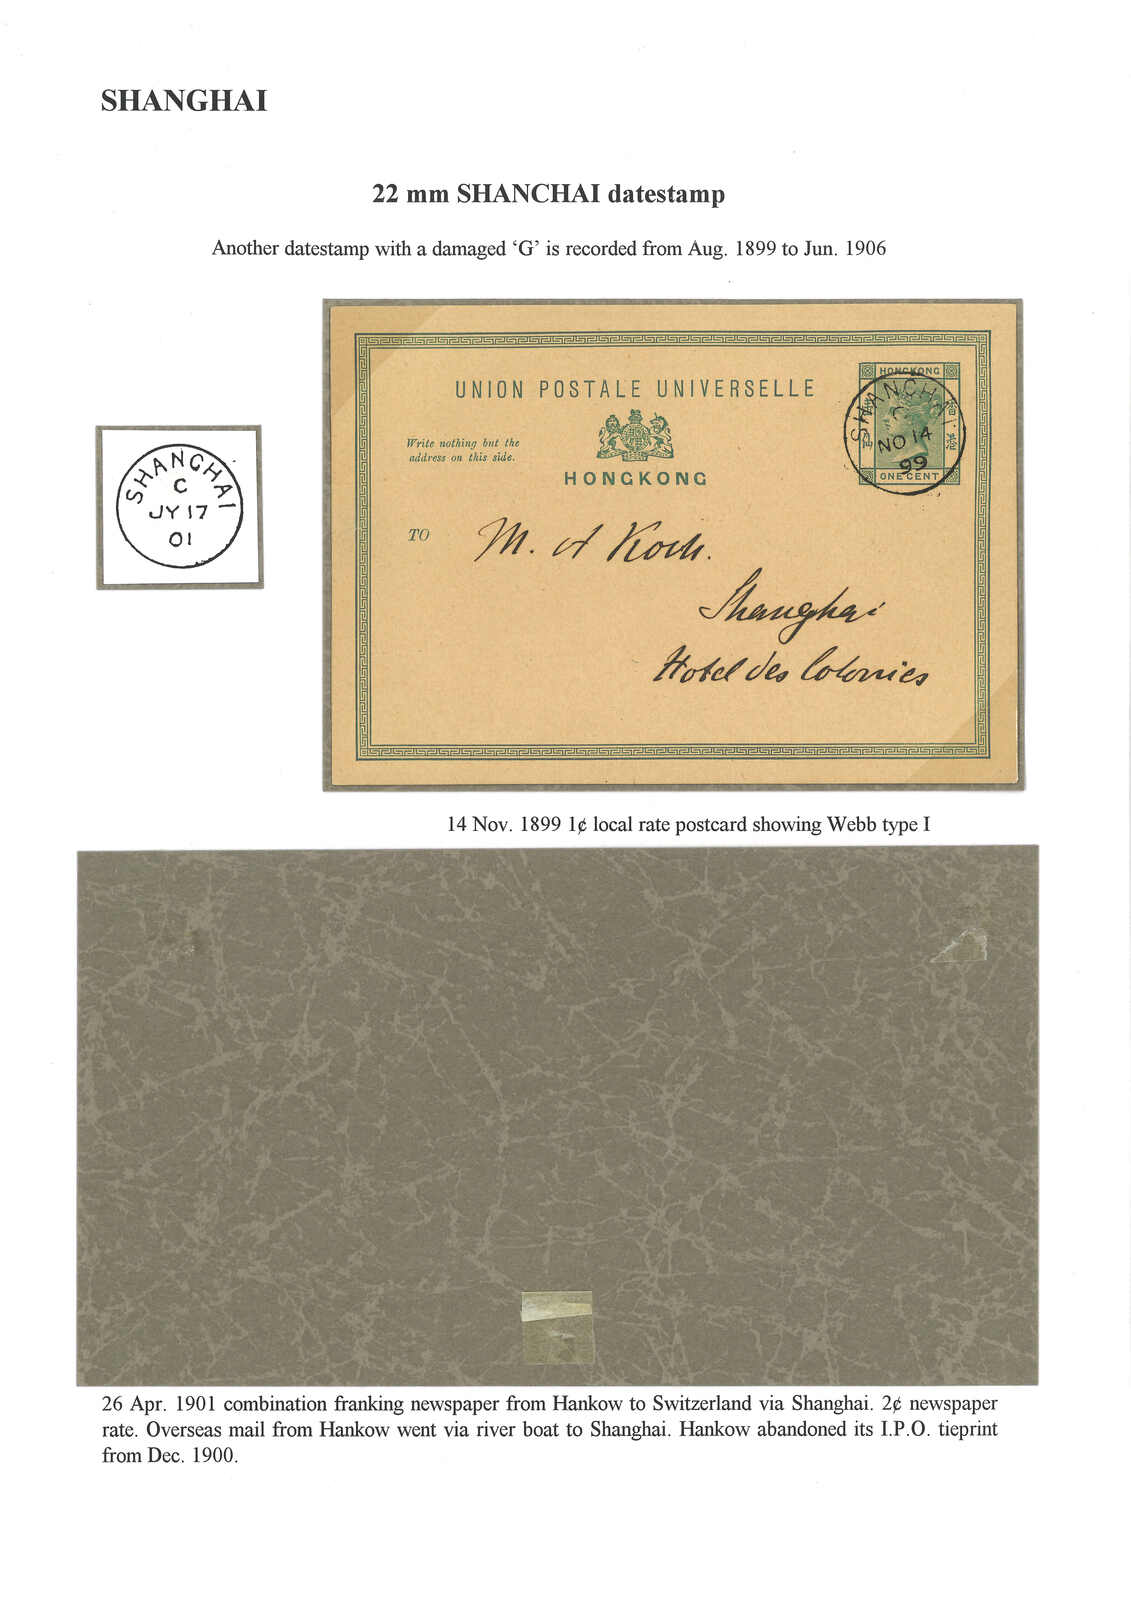 SHANGHAI
22 mm SHANCHAI datestamp
Another datestamp with a damaged ‘G’ is recorded from Aug. 1899 to Jun. 1906
SHANGHAI
C
JY 17
01
UNION POSTALE UNIVERSELLE
Write nothing but the
address on this side.
HONGKONG
HONGKONG
ONE CENT
SHANCHAI
C
NO 14
99
TO
M. A Koch.
Shanghai
Hotel des Colonies
14 Nov. 1899 1¢ local rate postcard showing Webb type I
26 Apr. 1901 combination franking newspaper from Hankow to Switzerland via Shanghai. 2¢ newspaper
rate. Overseas mail from Hankow went via river boat to Shanghai. Hankow abandoned its I.P.O. tieprint
from Dec. 1900.